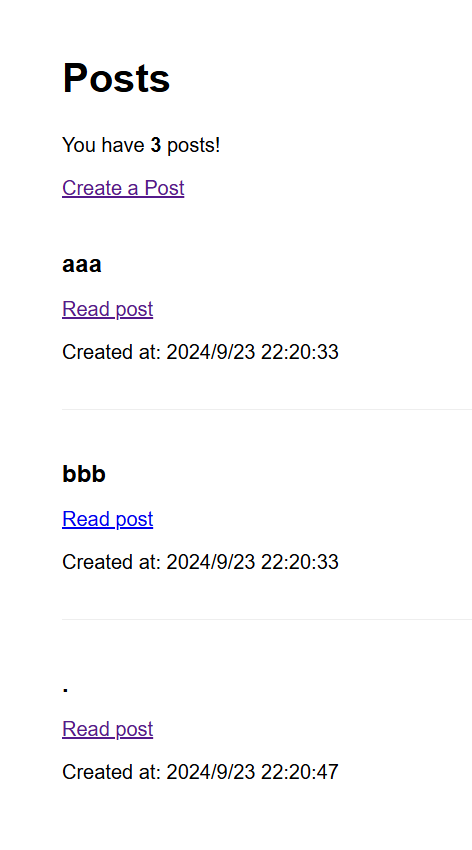 Posts
You have 3 posts!
Create a Post
aaa
Read post
Created at: 2024/9/23 22:20:33
bbb
Read post
Created at: 2024/9/23 22:20:33
.
Read post
Created at: 2024/9/23 22:20:47